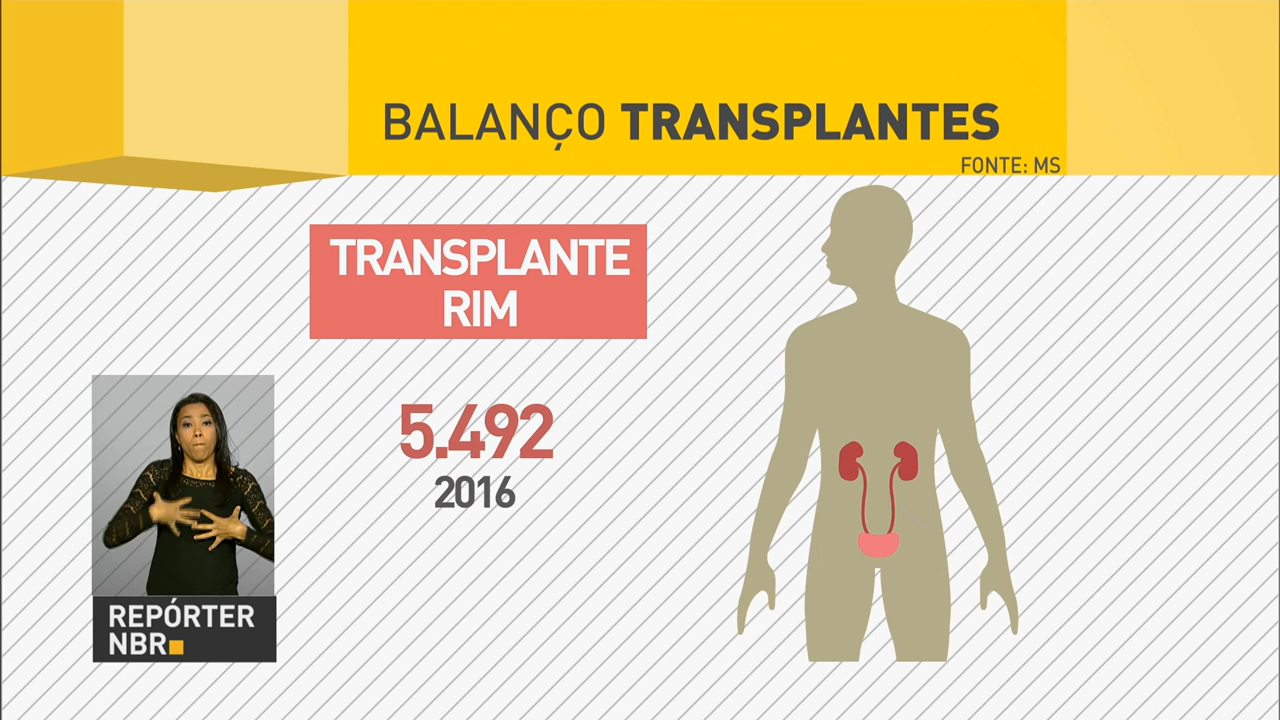 BALANÇO TRANSPLANTES
FONTE: MS
TRANSPLANTE
RIM
5.492
2016
REPÓRTER
NBR